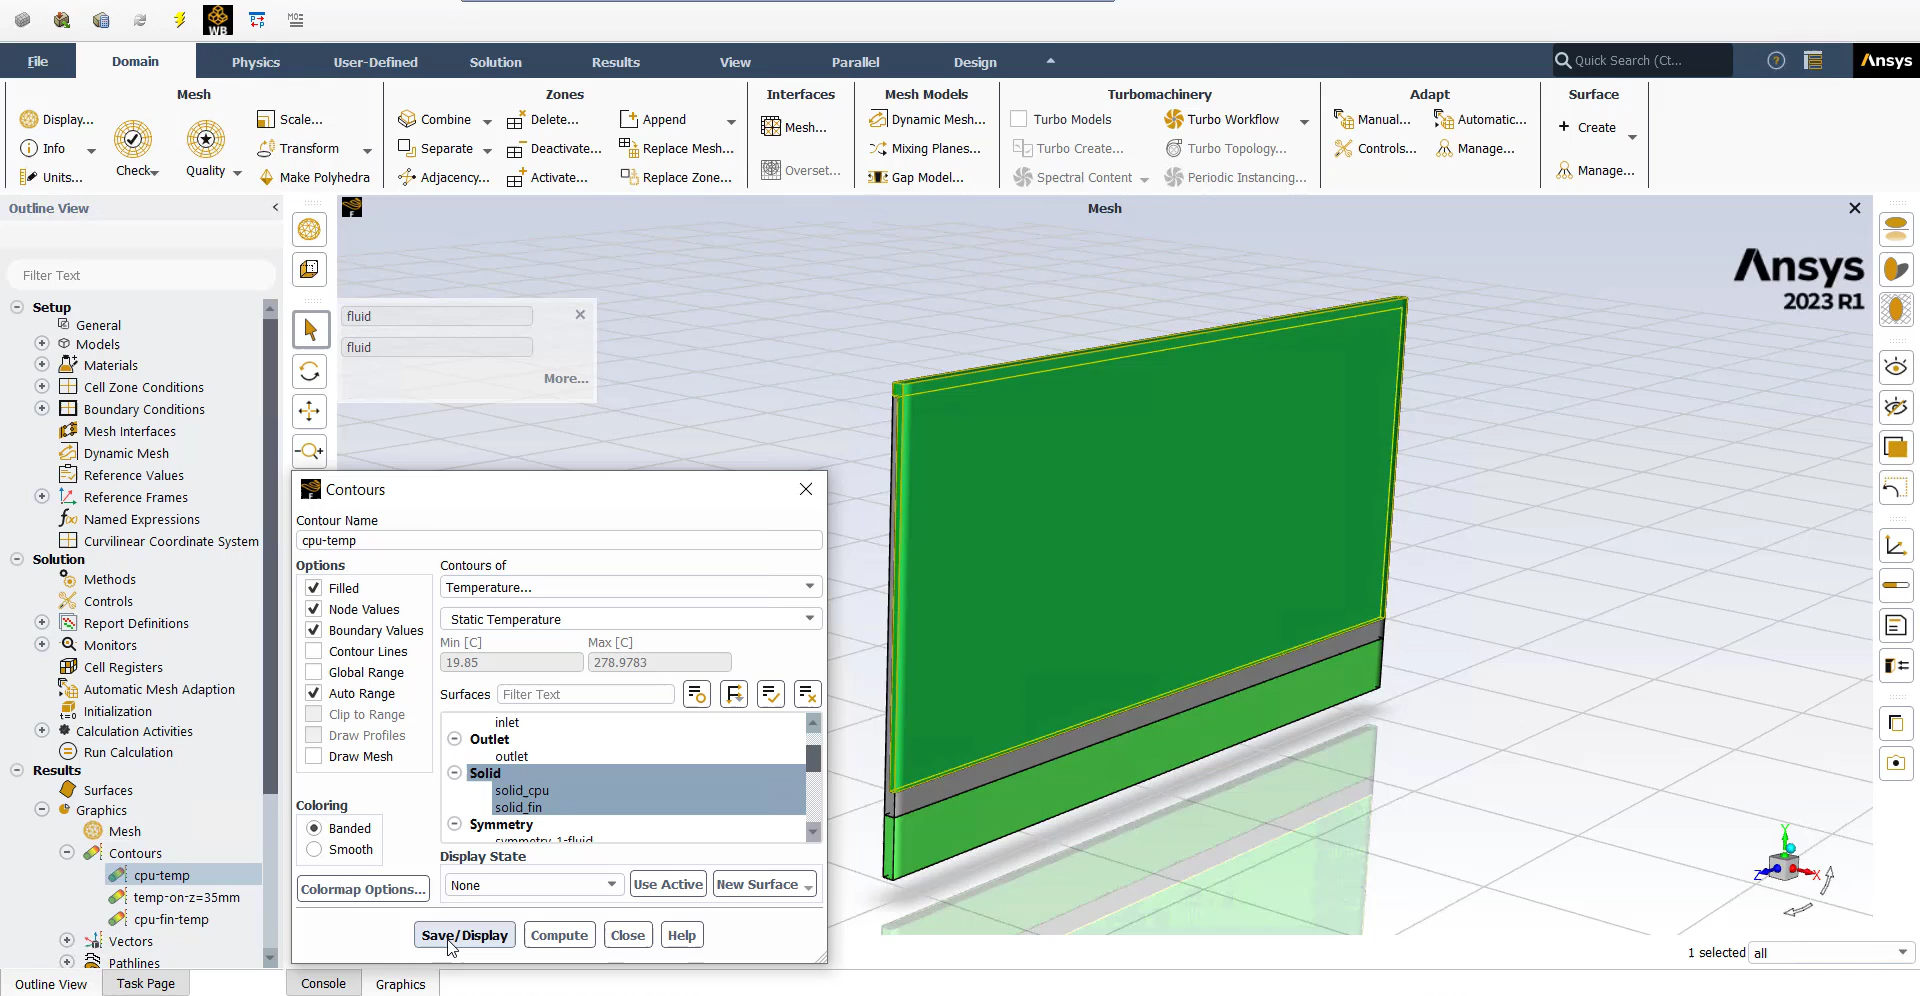 WB
File
Domain
Physics
User-Defined
Solution
Results
View
Parallel
Design
Quick Search (Ct...
Ansys
Mesh
Zones
Interfaces
Mesh Models
Turbomachinery
Adapt
Surface
Display...
Info
Units...
Check
Quality
Scale...
Transform
Make Polyhedra
Combine
Separate
Adjacency...
Delete...
Deactivate...
Activate...
Append
Replace Mesh...
Replace Zone...
Mesh...
Overset...
Dynamic Mesh...
Mixing Planes...
Gap Model...
Turbo Models
Turbo Create...
Spectral Content
Turbo Workflow
Turbo Topology...
Periodic Instancing...
Manual...
Controls...
Automatic...
Manage...
Create
Manage...
Outline View
Filter Text
Setup
General
Models
Materials
Cell Zone Conditions
Boundary Conditions
Mesh Interfaces
Dynamic Mesh
Reference Values
Reference Frames
Named Expressions
Curvilinear Coordinate System
Solution
Methods
Controls
Report Definitions
Monitors
Cell Registers
Automatic Mesh Adaption
Initialization
Calculation Activities
Run Calculation
Results
Surfaces
Graphics
Mesh
Contours
cpu-temp
temp-on-z=35mm
cpu-fin-temp
Vectors
Pathlines
Outline View
Task Page
Mesh
Ansys
2023 R1
fluid
fluid
More...
Contours
Contour Name
cpu-temp
Options
Filled
Node Values
Boundary Values
Contour Lines
Global Range
Auto Range
Clip to Range
Draw Profiles
Draw Mesh
Coloring
Banded
Smooth
Colormap Options...
Contours of
Temperature...
Static Temperature
Min [C]
Max [C]
19.85
278.9783
Surfaces
Filter Text
inlet
Outlet
outlet
Solid
solid_cpu
solid_fin
Symmetry
symmetry_1-fluid
Display State
None
Use Active
New Surface
Save/Display
Compute
Close
Help
Y
Z
X
1 selected
all
Console
Graphics